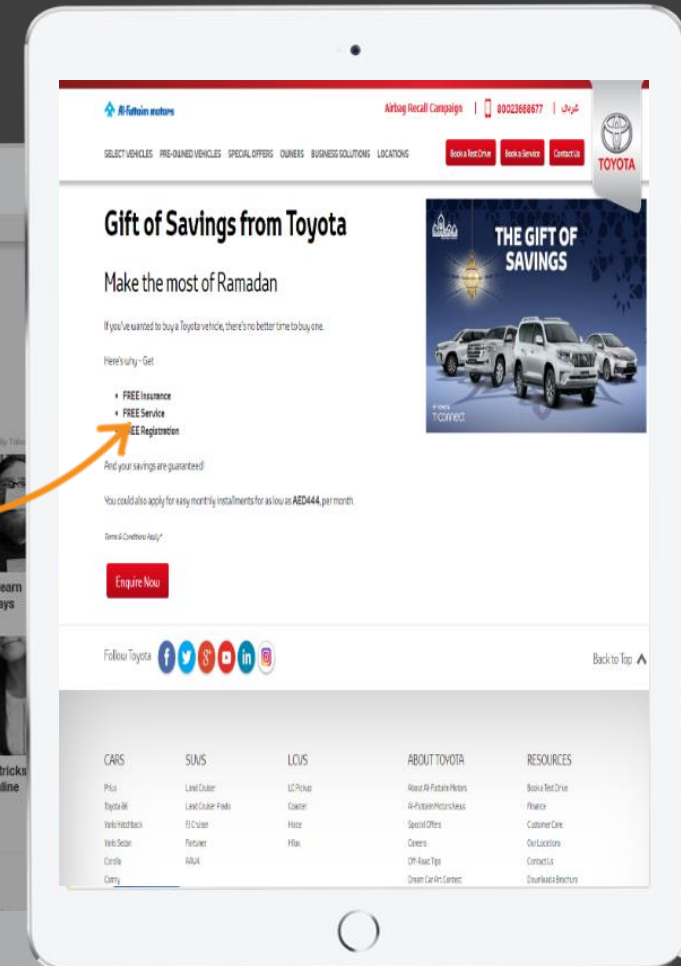 Al-Futtaim motors
Airbag Recall Campaign | 80023668677 | عربي
TOYOTA
SELECT VEHICLES PRE-OWNED VEHICLES SPECIAL OFFERS OWNERS BUSINESS SOLUTIONS LOCATIONS Book a Test Drive Book a Service Contact Us
Gift of Savings from Toyota
Make the most of Ramadan
If you've wanted to buy a Toyota vehicle, there's no better time to buy one.
Here's why - Get
• FREE Insurance
• FREE Service
FREE Registration
And your savings are guaranteed!
You could also apply for easy monthly installments for as low as AED444, per month.
Terms & Conditions Apply*
Enquire Now
THE GIFT OF
SAVINGS
T-CONNECT
Follow Toyota
Back to Top
CARS SUVS LCVS ABOUT TOYOTA RESOURCES
Prius Land Cruiser LC Pickup About Al-Futtaim Motors Book a Test Drive
Toyota 86 Land Cruiser Prado Coaster Al-Futtaim Motors News Finance
Yaris Hatchback FJ Cruiser Hiace Special Offers Customer Care
Yaris Sedan Fortuner Hilux Careers Our Locations
Corolla RAV4 Off-Road Tips Contact Us
Camry Dream Car Art Contest Download a Brochure
earn
ays
tricks
line